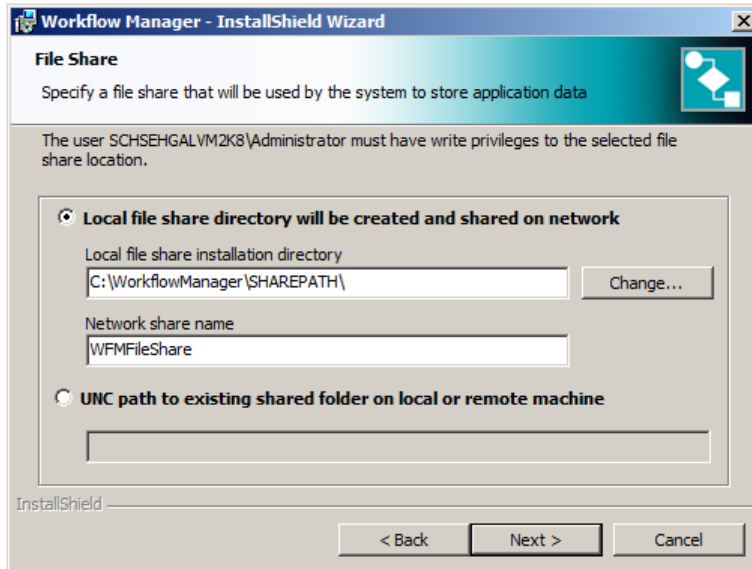 Workflow Manager - InstallShield Wizard
File Share
Specify a file share that will be used by the system to store application data
The user SCHSEHGALVM2K8\Administrator must have write privileges to the selected file
share location.
Local file share directory will be created and shared on network
Local file share installation directory
C:\WorkflowManager\SHAREPATH\
Change...
Network share name
WFMFileShare
UNC path to existing shared folder on local or remote machine
InstallShield
< Back
Next >
Cancel